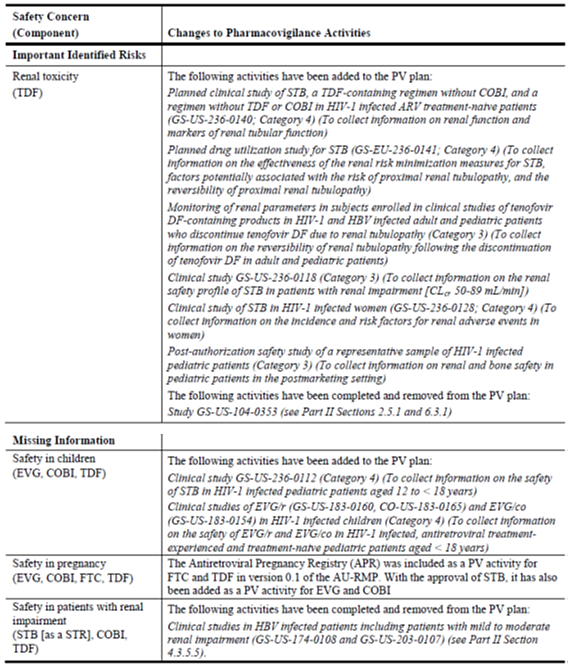 Safety Concern
(Component)
Changes to Pharmacovigilance Activities
Important Identified Risks
Renal toxicity
(TDF)
The following activities have been added to the PV plan:
Planned clinical study of STB, a TDF-containing regimen without COBI, and a
regimen without TDF or COBI in HIV-1 infected ARV treatment-naive patients
(GS-US-236-0140; Category 4) (To collect information on renal function and
markers of renal tubular function)
Planned drug utilization study for STB (GS-EU-236-0141; Category 4) (To collect
information on the effectiveness of the renal risk minimization measures for STB,
factors potentially associated with the risk of proximal renal tubulopathy, and the
reversibility of proximal renal tubulopathy)
Monitoring of renal parameters in subjects enrolled in clinical studies of tenofovir
DF-containing products in HIV-1 and HBV infected adult and pediatric patients
who discontinue tenofovir DF due to renal tubulopathy (Category 3) (To collect
information on the reversibility of renal tubulopathy following the discontinuation
of tenofovir DF in adult and pediatric patients)
Clinical study GS-US-236-0118 (Category 3) (To collect information on the renal
safety profile of STB in patients with renal impairment [CLcr 50-89 mL/min])
Clinical study of STB in HIV-1 infected women (GS-US-236-0128; Category 4) (To
collect information on the incidence and risk factors for renal adverse events in
women)
Post-authorization safety study of a representative sample of HIV-1 infected
pediatric patients (Category 3) (To collect information on renal and bone safety in
pediatric patients in the postmarketing setting)
The following activities have been completed and removed from the PV plan:
Study GS-US-104-0353 (see Part II Sections 2.5.1 and 6.3.1)
Missing Information
Safety in children
(EVG, COBI, TDF)
The following activities have been added to the PV plan:
Clinical study GS-US-236-0112 (Category 4) (To collect information on the safety
of STB in HIV-1 infected pediatric patients aged 12 to < 18 years)
Clinical studies of EVG/r (GS-US-183-0160, CO-US-183-0165) and EVG/co
(GS-US-183-0154) in HIV-1 infected children (Category 4) (To collect information
on the safety of EVG/r and EVG/co in HIV-1 infected, antiretroviral treatment-
experienced and treatment-naive pediatric patients aged < 18 years)
Safety in pregnancy
(EVG, COBI, FTC, TDF)
The Antiretroviral Pregnancy Registry (APR) was included as a PV activity for
FTC and TDF in version 0.1 of the AU-RMP. With the approval of STB, it has also
been added as a PV activity for EVG and COBI
Safety in patients with renal
impairment
(STB [as a STR], COBI,
TDF)
The following activities have been completed and removed from the PV plan:
Clinical studies in HBV infected patients including patients with mild to moderate
renal impairment (GS-US-174-0108 and GS-US-203-0107) (see Part II Section
4.3.5.5).